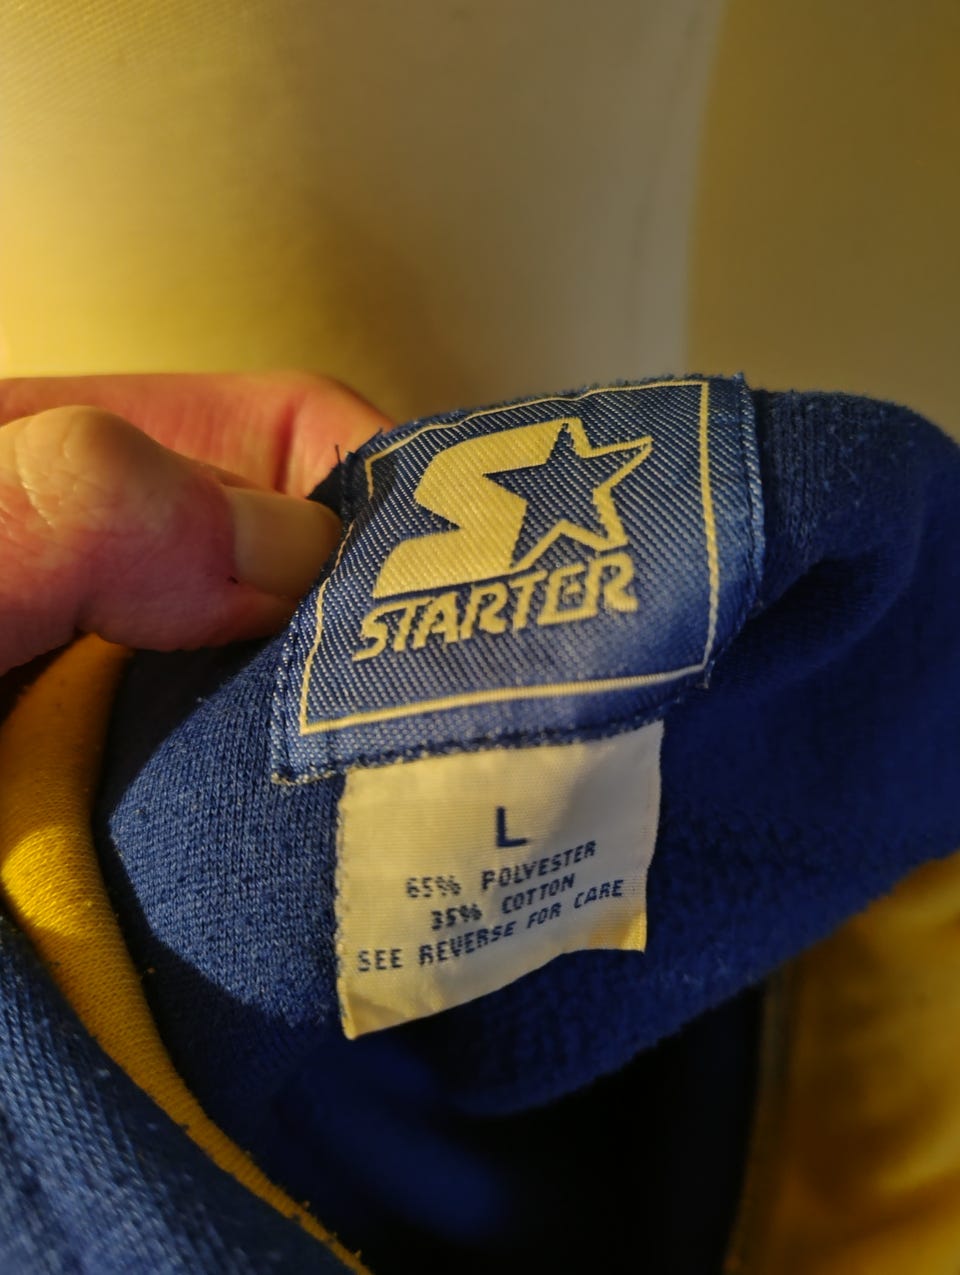 STARTER
L
65% POLYESTER
35% COTTON
SEE REVERSE FOR CARE